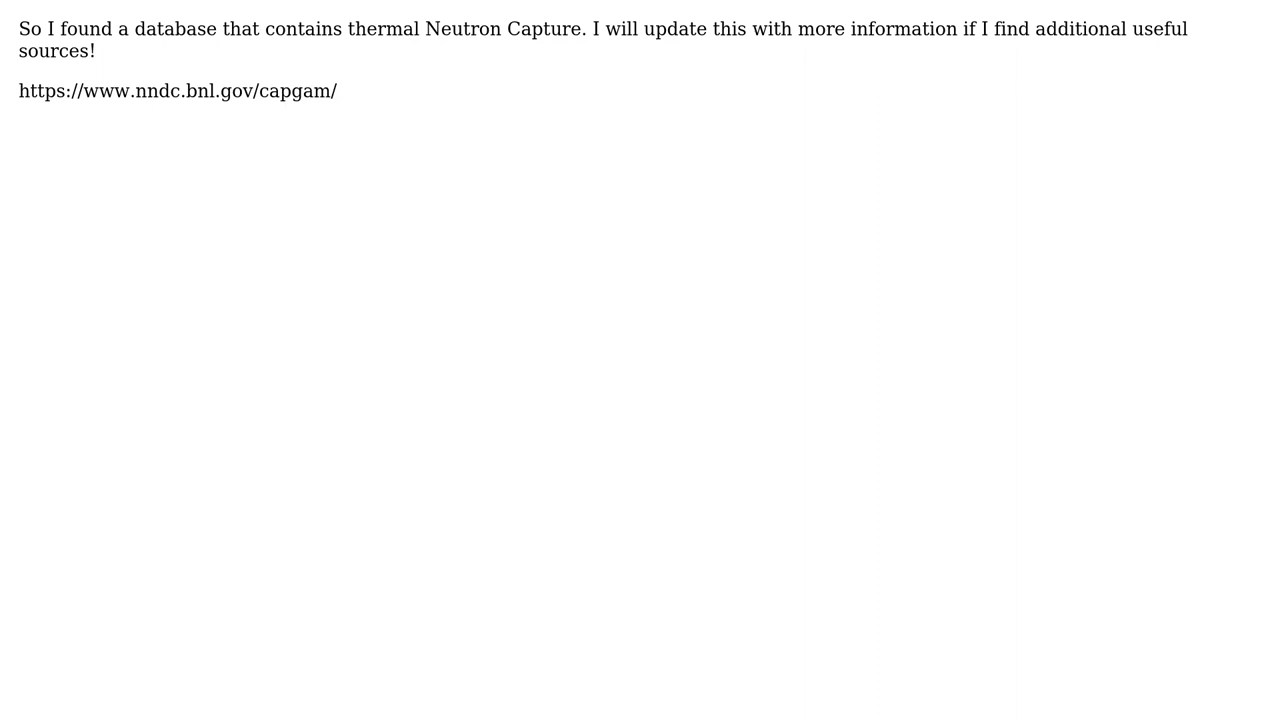 So I found a database that contains thermal Neutron Capture. I will update this with more information if I find additional useful
sources!
https://www.nndc.bnl.gov/capgam/